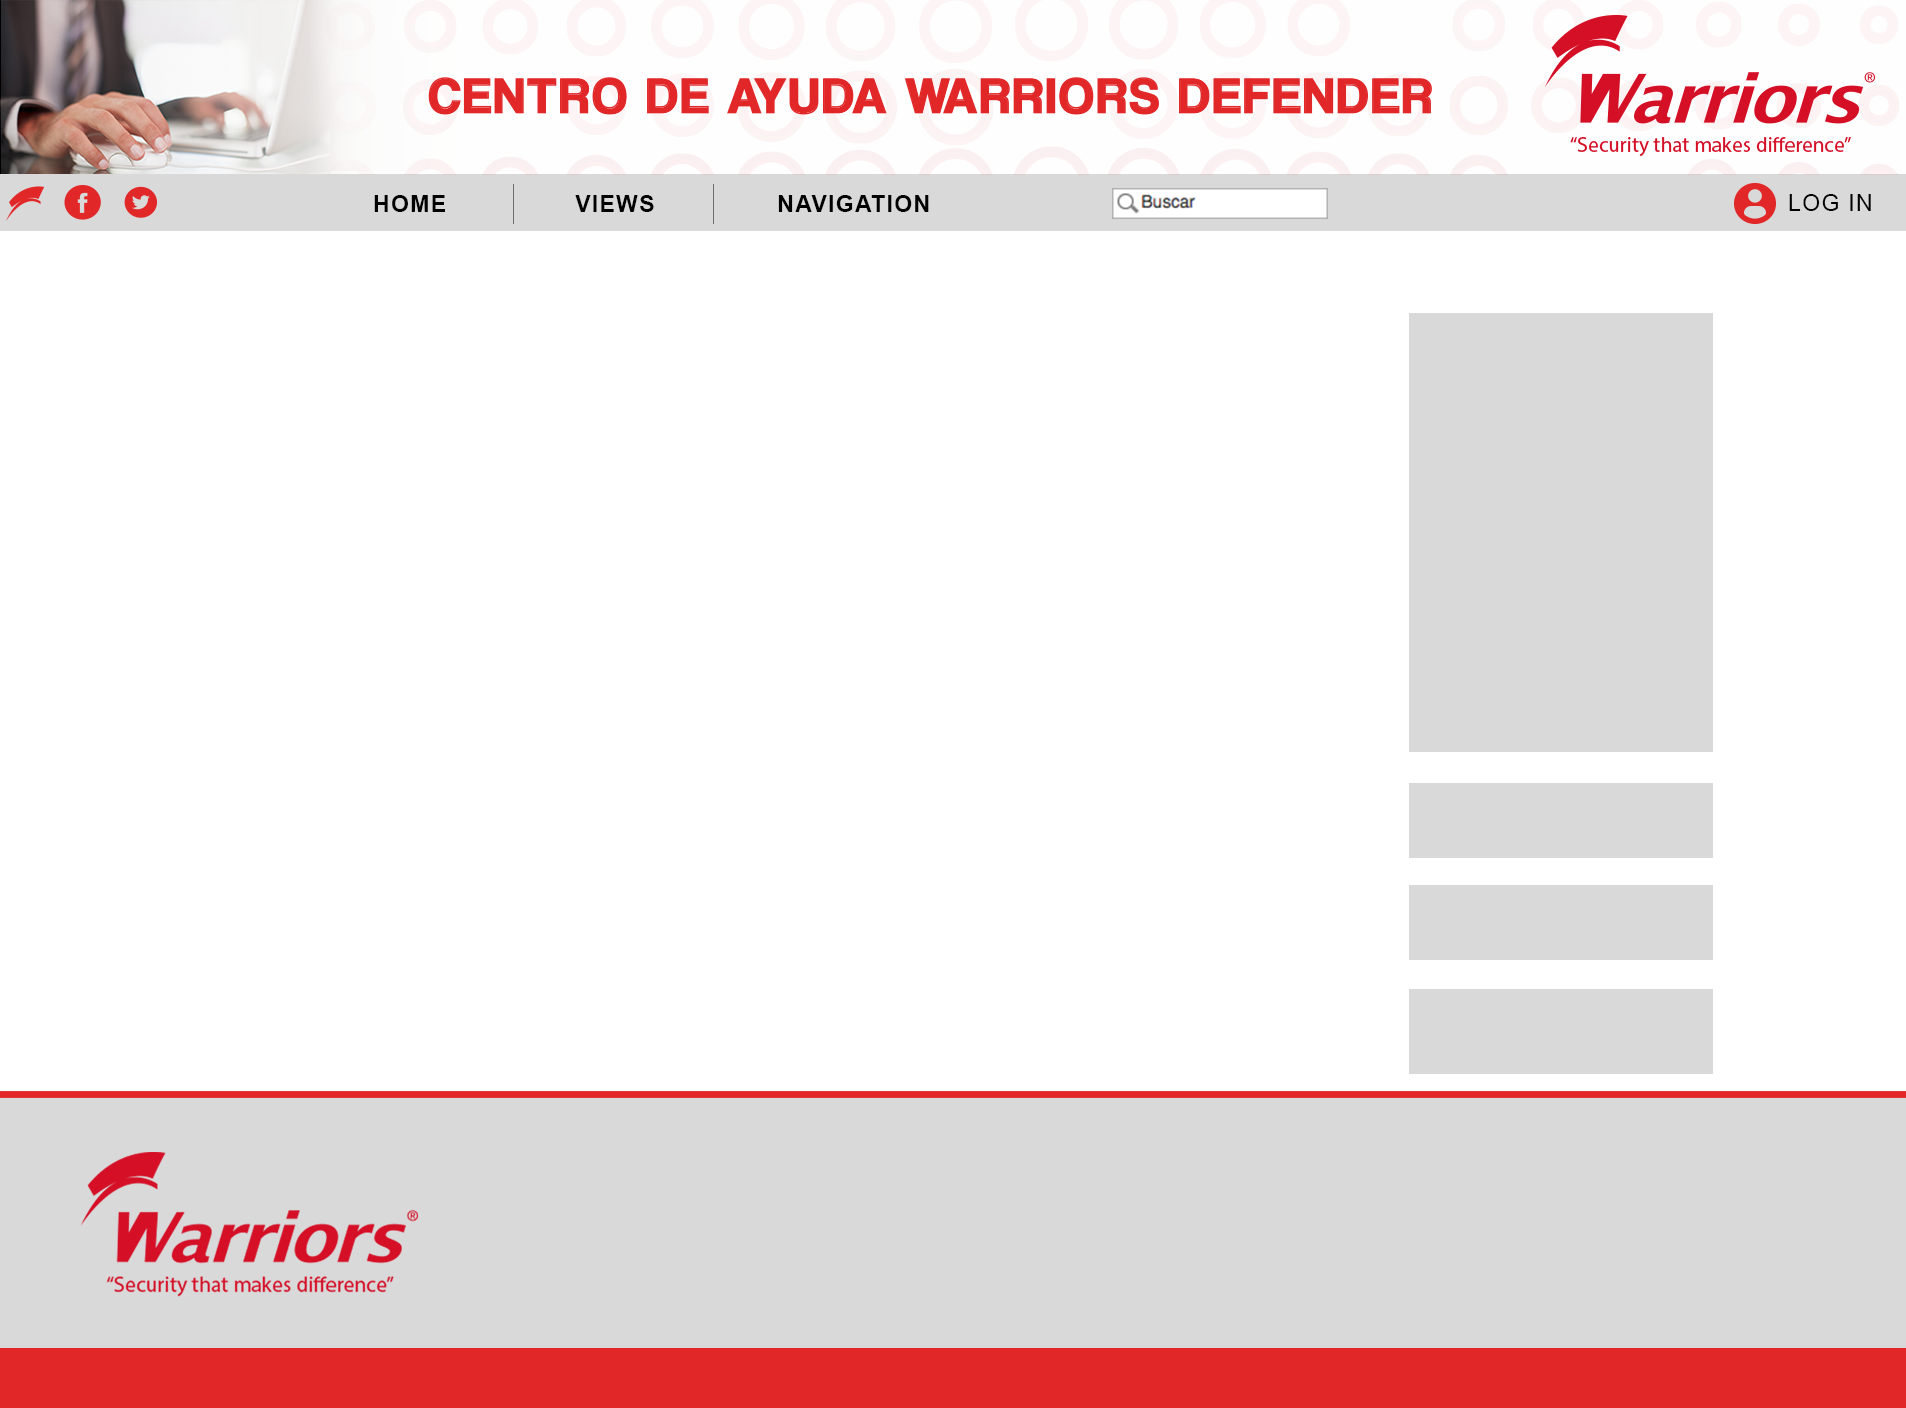 CENTRO DE AYUDA WARRIORS DEFENDER
Warriors®
“Security that makes difference”
HOME
VIEWS
NAVIGATION
Buscar
LOG IN
Warriors®
“Security that makes difference”